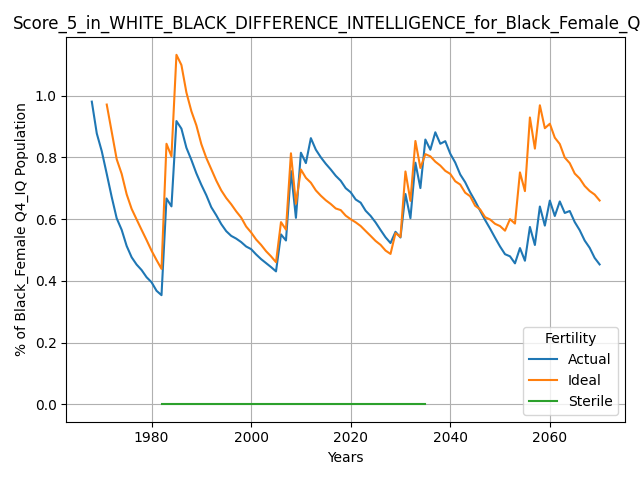 Score_5_in_WHITE_BLACK_DIFFERENCE_INTELLIGENCE_for_Black_Female_Q
% of Black_Female Q4_IQ Population
1.0
0.8
0.6
0.4
0.2
0.0
1980
2000
2020
2040
2060
Years
Fertility
Actual
Ideal
Sterile